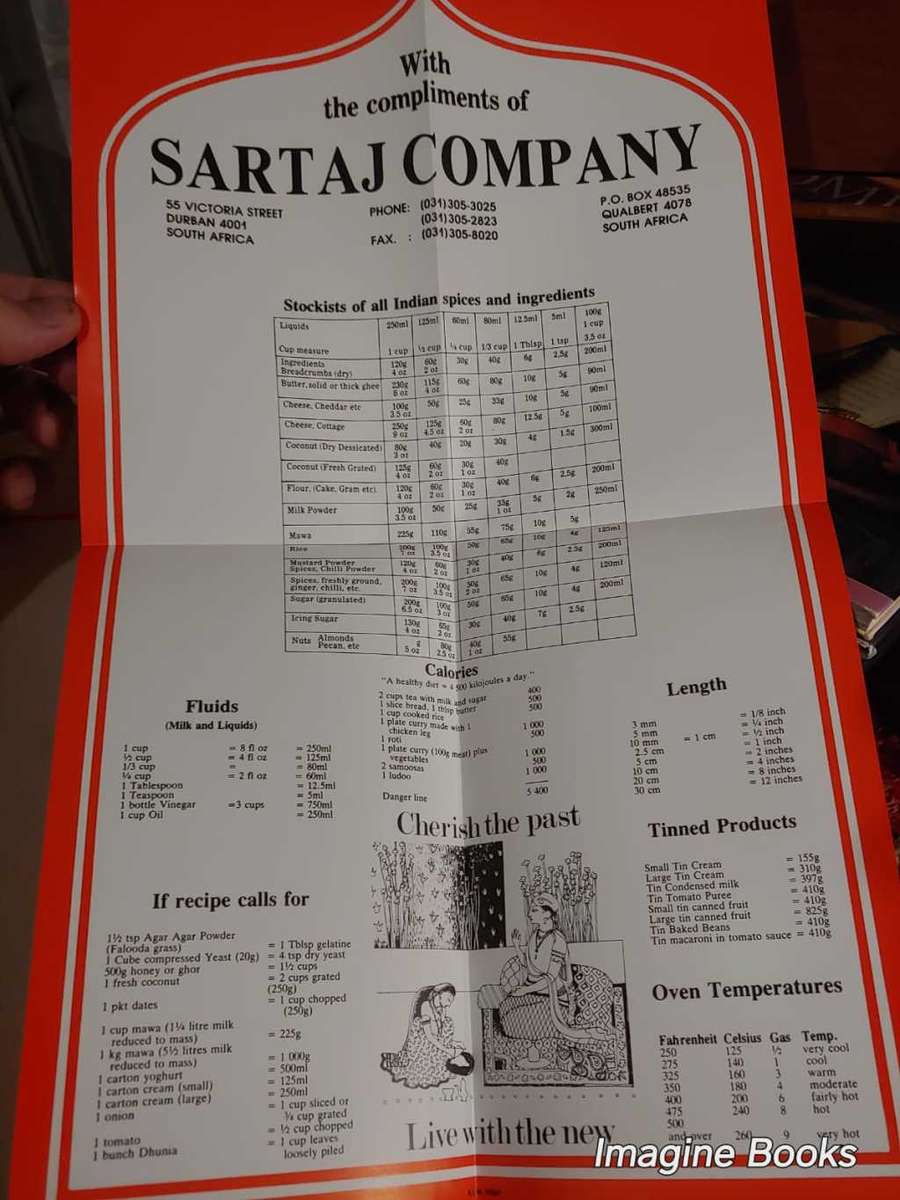 With
the compliments of
SARTAJ COMPANY
55 VICTORIA STREET
DURBAN 4001
SOUTH AFRICA
PHONE: (031)305-3025
(031)305-2823
FAX. : (031)305-8020
P.O. BOX 48535
QUALBERT 4078
SOUTH AFRICA
Stockists of all Indian spices and ingredients
Liquids 250ml 125ml 60ml 80ml 12.5ml 5ml 100g
1 cup
Cup measure 1 cup ½ cup ¼ cup 1/3 cup 1 Tblsp 1 tsp 3.5 oz
Ingredients
Breadcrumbs (dry) 120g 60g 30g 40g 6g 2.5g 200ml
4 oz 2 oz
Butter, solid or thick ghee 230g 115g 60g 80g 10g 5g 90ml
8 oz 4 oz
Cheese, Cheddar etc 100g 50g 25g 33g 10g 5g 90ml
3.5 oz
Cheese, Cottage 250g 125g 60g 80g 12.5g 5g 100ml
9 oz 4.5 oz 2 oz
Coconut (Dry Dessicated) 80g 40g 20g 30g 4g 1.5g 300ml
3 oz
Coconut (Fresh Grated) 125g 60g 30g 40g
4 oz 2 oz 1 oz
Flour, (Cake, Gram etc). 120g 60g 30g 40g 6g 2.5g 200ml
4 oz 2 oz 1 oz
Milk Powder 100g 50g 25g 33g 5g 2g 250ml
3.5 oz 1 oz
Mawa 225g 110g 55g 75g 10g 5g
Rice 200g 100g 50g 65g 10g 4g 125ml
7 oz 3.5 oz
Mustard Powder
Spices, Chilli Powder 120g 60g 30g 40g 6g 2.5g 200ml
4 oz 2 oz 1 oz
Spices, freshly ground,
ginger, chilli, etc. 200g 100g 50g 65g 10g 4g 120ml
7 oz 3.5 oz 2 oz
Sugar (granulated) 200g 100g 50g 65g 10g 4g 200ml
6.5 oz 3 oz
Icing Sugar 130g 65g 30g 40g 7g 2.5g
4 oz 2 oz
Nuts Almonds
Pecan, etc g 80g 40g 55g
5 oz 2.5 oz 1 oz
Calories
"A healthy diet = 4 500 kilojoules a day."
2 cups tea with milk and sugar 400
1 slice bread, 1 tblsp butter 500
1 cup cooked rice 500
1 plate curry made with 1
chicken leg 1 000
1 roti 500
1 plate curry (100g meat) plus
vegetables 1 000
2 samoosas 500
1 ludoo 1 000
Danger line 5 400
Fluids
(Milk and Liquids)
1 cup = 8 fl oz = 250ml
½ cup = 4 fl oz = 125ml
1/3 cup = = 80ml
¼ cup = 2 fl oz = 60ml
1 Tablespoon = 12.5ml
1 Teaspoon = 5ml
1 bottle Vinegar =3 cups = 750ml
1 cup Oil = 250ml
Length
3 mm = 1/8 inch
5 mm = ¼ inch
10 mm = 1 cm = ½ inch
2.5 cm = 1 inch
5 cm = 2 inches
10 cm = 4 inches
20 cm = 8 inches
30 cm = 12 inches
Cherish the past
Tinned Products
Small Tin Cream = 155g
Large Tin Cream = 310g
Tin Condensed milk = 397g
Tin Tomato Puree = 410g
Small tin canned fruit = 410g
Large tin canned fruit = 825g
Tin Baked Beans = 410g
Tin macaroni in tomato sauce = 410g
If recipe calls for
1½ tsp Agar Agar Powder
(Falooda grass) = 1 Tblsp gelatine
1 Cube compressed Yeast (20g) = 4 tsp dry yeast
500g honey or ghor = 1½ cups
1 fresh coconut = 2 cups grated
(250g)
1 pkt dates = 1 cup chopped
(250g)
1 cup mawa (1¼ litre milk
reduced to mass) = 225g
1 kg mawa (5½ litres milk
reduced to mass) = 1 000g
1 carton yoghurt = 500ml
1 carton cream (small) = 125ml
1 carton cream (large) = 250ml
1 onion = 1 cup sliced or
¾ cup grated
1 tomato = ½ cup chopped
1 bunch Dhunia = 1 cup leaves
loosely piled
Oven Temperatures
Fahrenheit Celsius Gas Temp.
250 125 ½ very cool
275 140 1 cool
325 160 3 warm
350 180 4 moderate
400 200 6 fairly hot
475 240 8 hot
500
and over 260 9 very hot
Live with the new
Imagine Books